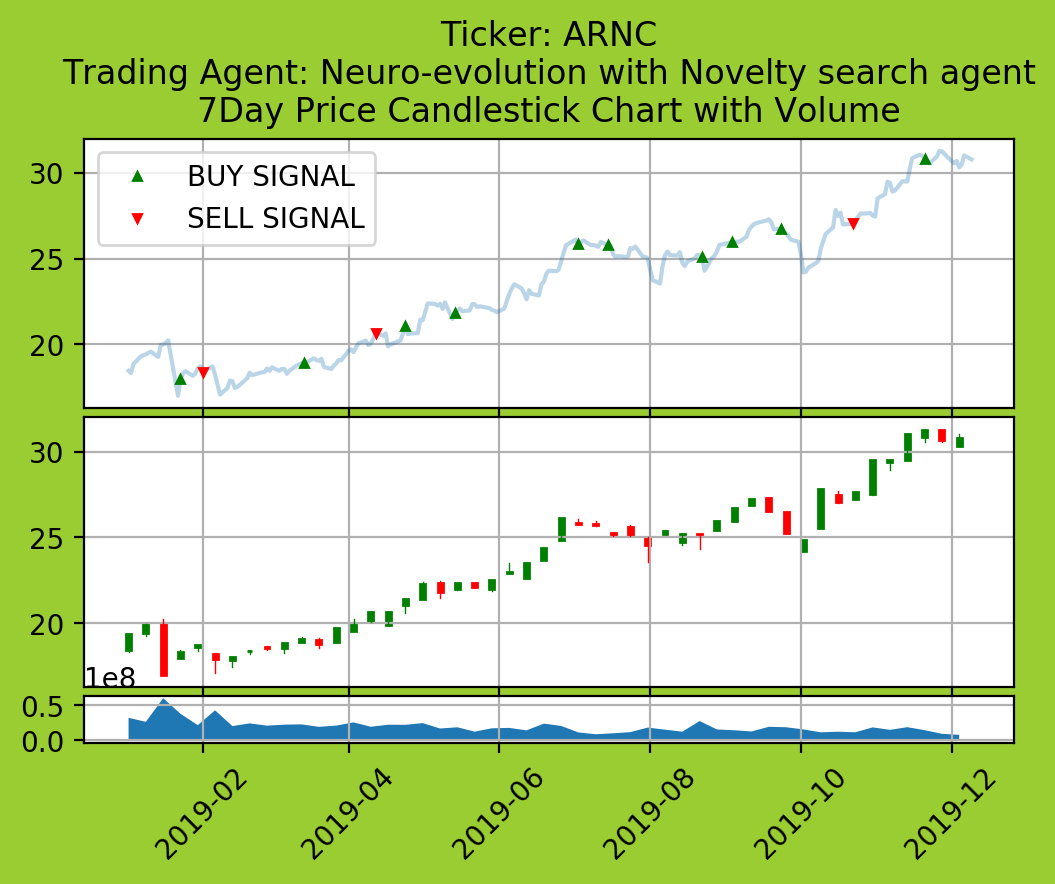 Ticker: ARNC
Trading Agent: Neuro-evolution with Novelty search agent
7Day Price Candlestick Chart with Volume
BUY SIGNAL
SELL SIGNAL
30
25
20
30
25
20
1e8
0.5
0.0
2019-02
2019-04
2019-06
2019-08
2019-10
2019-12